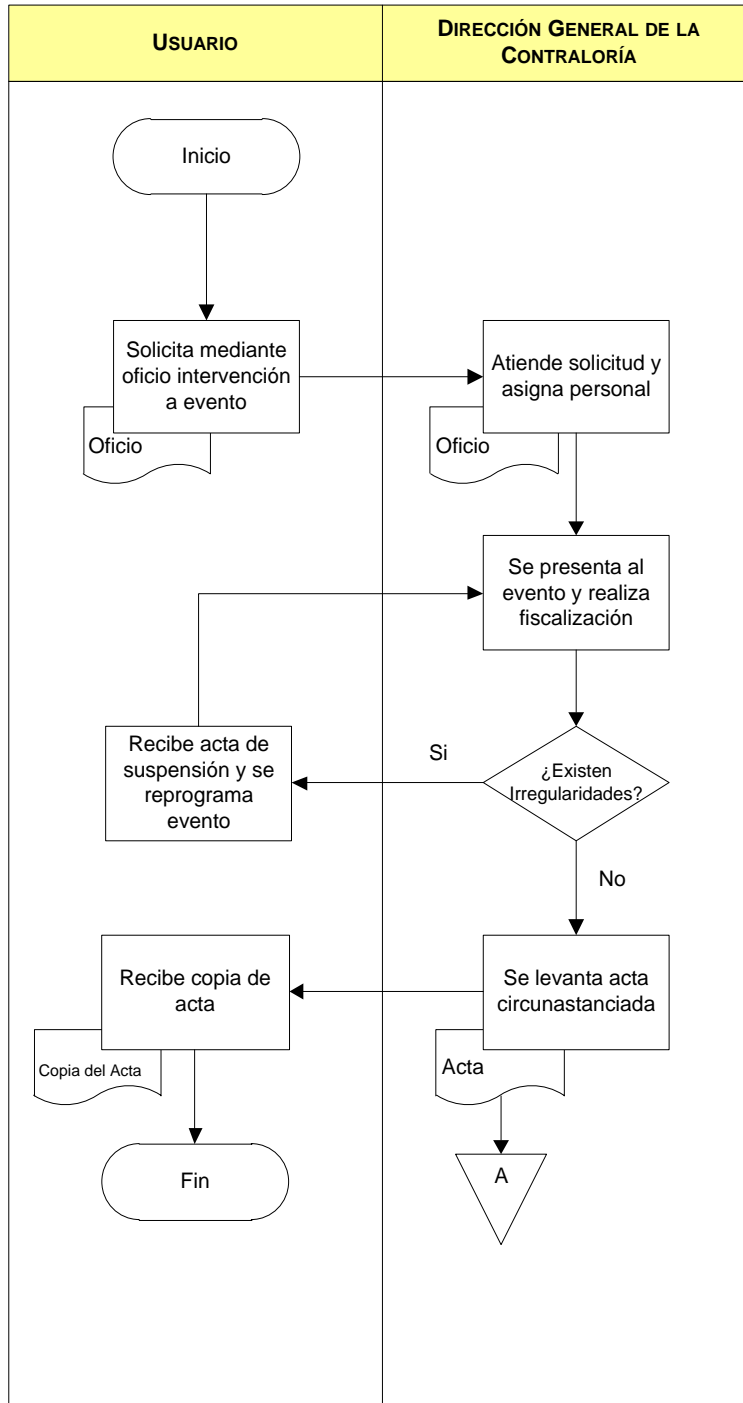 USUARIO
DIRECCIÓN GENERAL DE LA
CONTRALORÍA
Inicio
Solicita mediante
oficio intervención
a evento
Oficio
Atiende solicitud y
asigna personal
Oficio
Se presenta al
evento y realiza
fiscalización
¿Existen
Irregularidades?
Si
Recibe acta de
suspensión y se
reprograma
evento
No
Se levanta acta
circunastanciada
Acta
A
Recibe copia de
acta
Copia del Acta
Fin